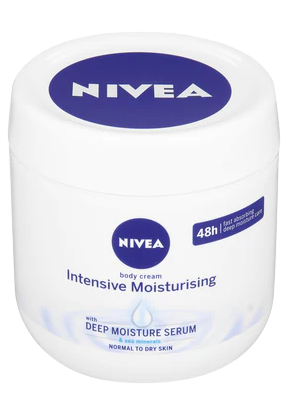 NIVEA
48h fast absorbing
deep moisture care
NIVEA
body cream
Intensive Moisturising
with
DEEP MOISTURE SERUM
& sea minerals
NORMAL TO DRY SKIN